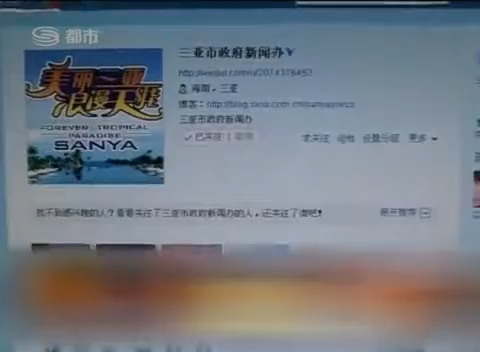 都市
美丽三亚
浪漫天涯
FOREVER TROPICAL
PARADISE
SANYA
三亚市政府新闻办
海南，三亚
三亚市政府新闻办
已关注
求关注 设置分组 更多
找不到感兴趣的人？看看关注了三亚市政府新闻办的人，还关注了谁吧！
展开推荐